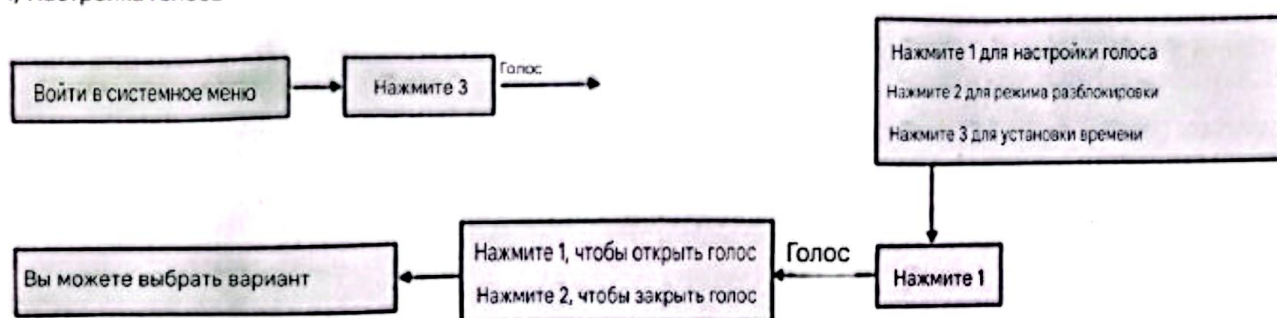 Настройка голоса
Войти в системное меню
Нажмите 3
Голос
Нажмите 1 для настройки голоса
Нажмите 2 для режима разблокировки
Нажмите 3 для установки времени
Нажмите 1
Голос
Нажмите 1, чтобы открыть голос
Нажмите 2, чтобы закрыть голос
Вы можете выбрать вариант